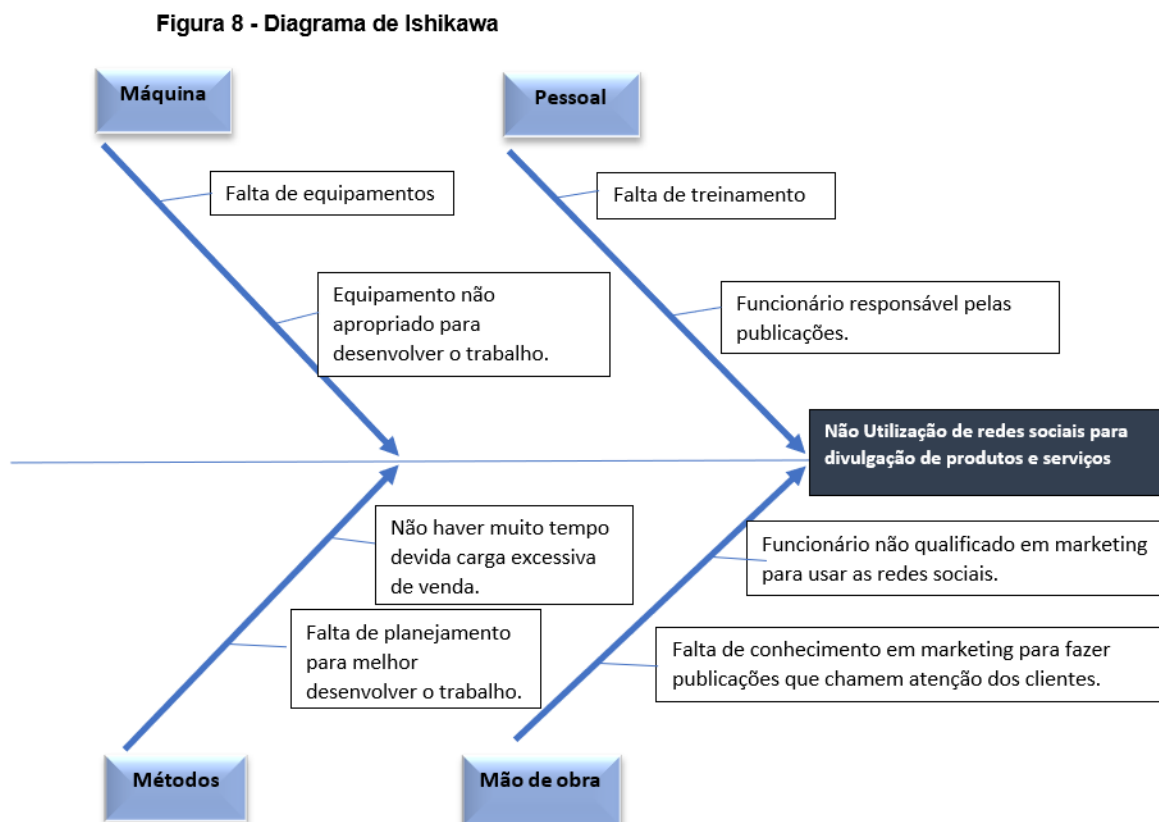 Figura 8 - Diagrama de Ishikawa
Máquina
Pessoal
Falta de equipamentos
Falta de treinamento
Equipamento não
apropriado para
desenvolver o trabalho.
Funcionário responsável pelas
publicações.
Não Utilização de redes sociais para
divulgação de produtos e serviços
Não haver muito tempo
devida carga excessiva
de venda.
Funcionário não qualificado em marketing
para usar as redes sociais.
Falta de planejamento
para melhor
desenvolver o trabalho.
Falta de conhecimento em marketing para fazer
publicações que chamem atenção dos clientes.
Métodos
Mão de obra